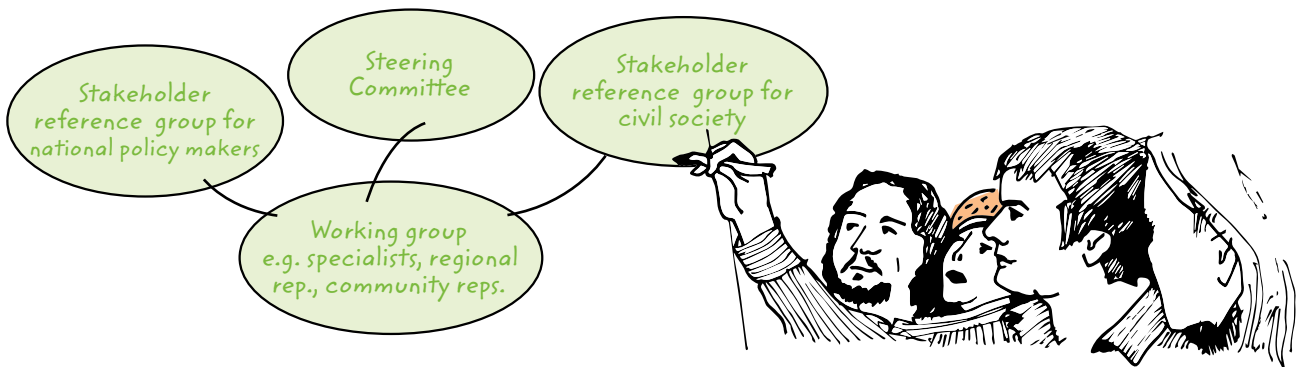 Stakeholder
reference group for
national policy makers
Steering
Committee
Stakeholder
reference group for
civil society
Working group
e.g. specialists, regional
rep., community reps.